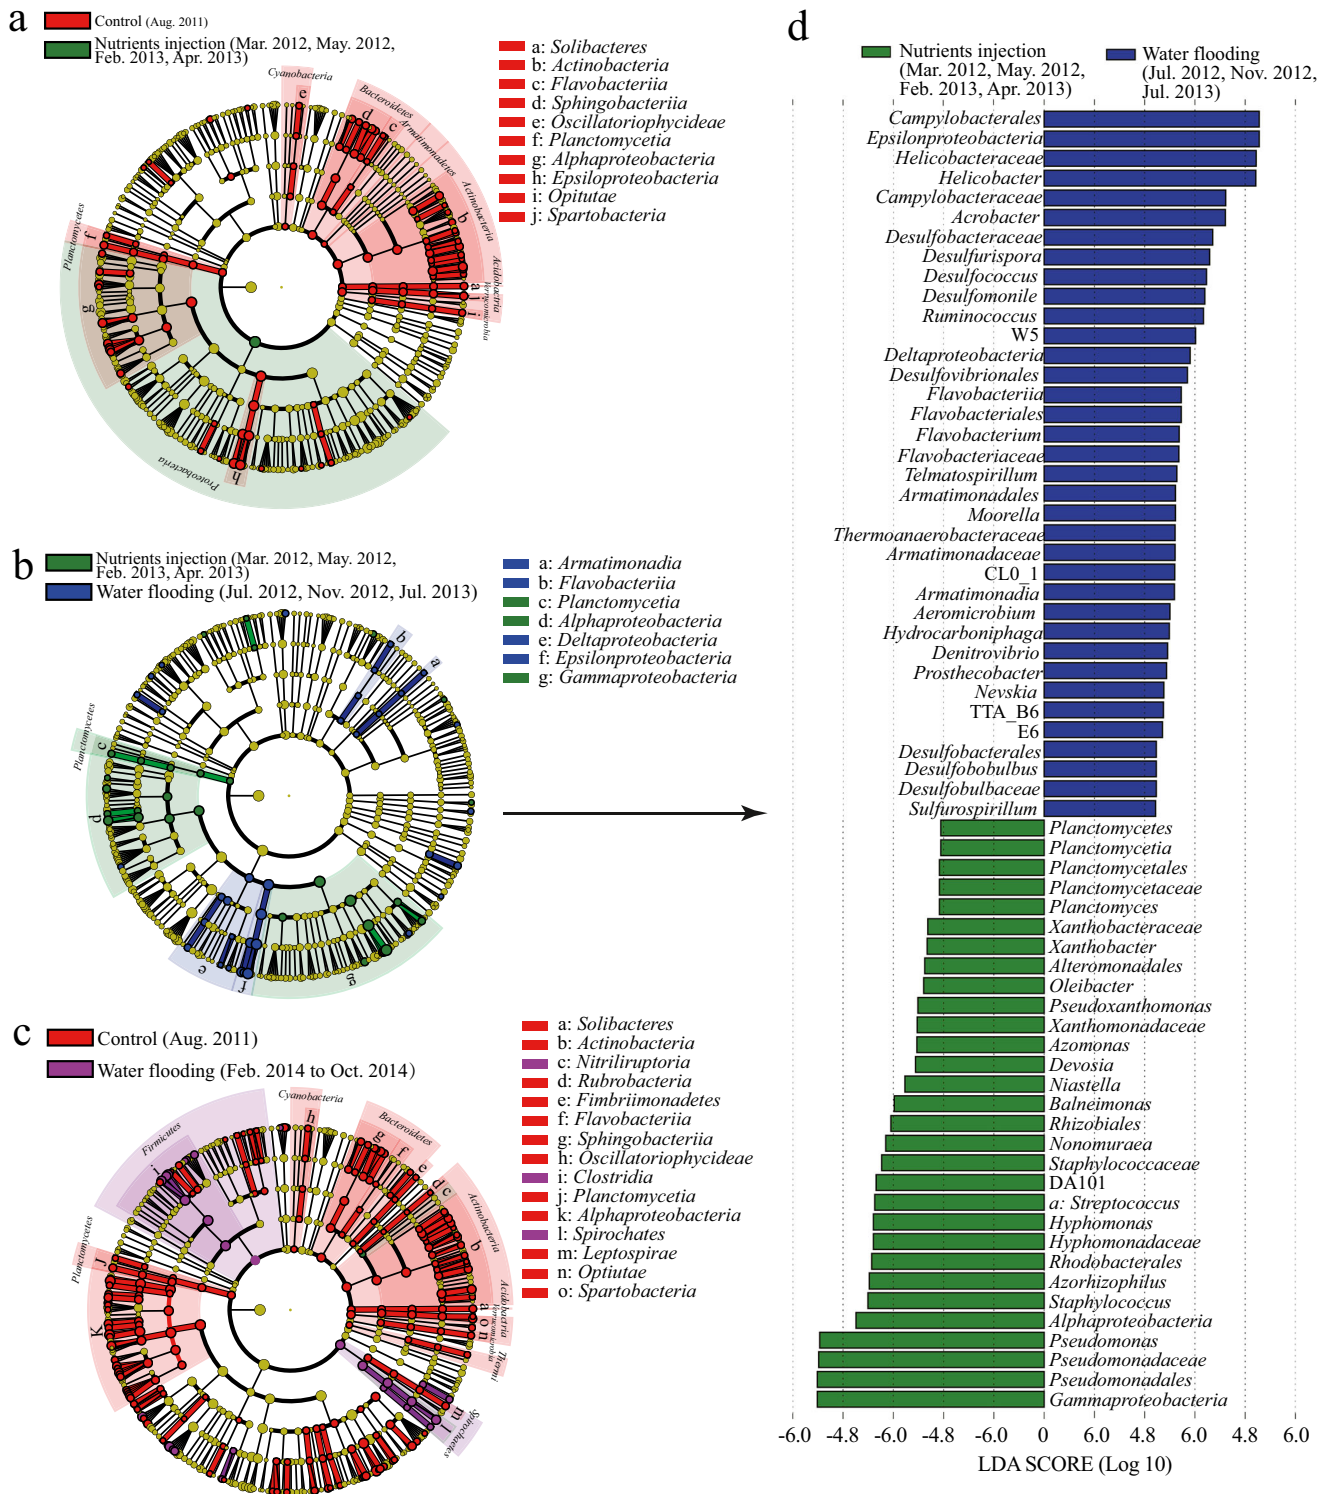 a
Control (Aug. 2011)
Nutrients injection (Mar. 2012, May. 2012,
Feb. 2013, Apr. 2013)
a: Solibacteres
b: Actinobacteria
c: Flavobacteriia
d: Sphingobacteriia
e: Oscillatoriophycideae
f: Planctomycetia
g: Alphaproteobacteria
h: Epsiloproteobacteria
i: Opitutae
j: Spartobacteria
Cyanobacteria
Bacteroidetes
Armatimonadetes
Actinobacteria
Acidobacteria
Verrucomicrobia
Planctomycetes
Proteobacteria
e
d
c
b
a
j
i
f
g
h
b
Nutrients injection (Mar. 2012, May. 2012,
Feb. 2013, Apr. 2013)
Water flooding (Jul. 2012, Nov. 2012, Jul. 2013)
a: Armatimonadia
b: Flavobacteriia
c: Planctomycetia
d: Alphaproteobacteria
e: Deltaproteobacteria
f: Epsilonproteobacteria
g: Gammaproteobacteria
Planctomycetes
b
a
c
d
e
f
g
c
Control (Aug. 2011)
Water flooding (Feb. 2014 to Oct. 2014)
a: Solibacteres
b: Actinobacteria
c: Nitriliruptoria
d: Rubrobacteria
e: Fimbriimonadetes
f: Flavobacteriia
g: Sphingobacteriia
h: Oscillatoriophycideae
i: Clostridia
j: Planctomycetia
k: Alphaproteobacteria
l: Spirochates
m: Leptospirae
n: Optiutae
o: Spartobacteria
Cyanobacteria
Bacteroidetes
Firmicutes
Actinobacteria
Acidobacteria
Verrucomicrobia
Thermi
Planctomycetes
Spirochaetes
h
g
f
e
d
c
b
a
o
n
i
J
K
l
m
d
Nutrients injection
(Mar. 2012, May. 2012,
Feb. 2013, Apr. 2013)
Water flooding
(Jul. 2012, Nov. 2012,
Jul. 2013)
Campylobacterales
Epsilonproteobacteria
Helicobacteraceae
Helicobacter
Campylobacteraceae
Acrobacter
Desulfobacteraceae
Desulfurispora
Desulfococcus
Desulfomonile
Ruminococcus
W5
Deltaproteobacteria
Desulfovibrionales
Flavobacteriia
Flavobacteriales
Flavobacterium
Flavobacteriaceae
Telmatospirillum
Armatimonadales
Moorella
Thermoanaerobacteraceae
Armatimonadaceae
CL0_1
Armatimonadia
Aeromicrobium
Hydrocarboniphaga
Denitrovibrio
Prosthecobacter
Nevskia
TTA_B6
E6
Desulfobacterales
Desulfobobulbus
Desulfobulbaceae
Sulfurospirillum
Planctomycetes
Planctomycetia
Planctomycetales
Planctomycetaceae
Planctomyces
Xanthobacteraceae
Xanthobacter
Alteromonadales
Oleibacter
Pseudoxanthomonas
Xanthomonadaceae
Azomonas
Devosia
Niastella
Balneimonas
Rhizobiales
Nonomuraea
Staphylococcaceae
DA101
a: Streptococcus
Hyphomonas
Hyphomonadaceae
Rhodobacterales
Azorhizophilus
Staphylococcus
Alphaproteobacteria
Pseudomonas
Pseudomonadaceae
Pseudomonadales
Gammaproteobacteria
-6.0 -4.8 -6.0 -4.8 -6.0 0 6.0 4.8 6.0 4.8 6.0
LDA SCORE (Log 10)